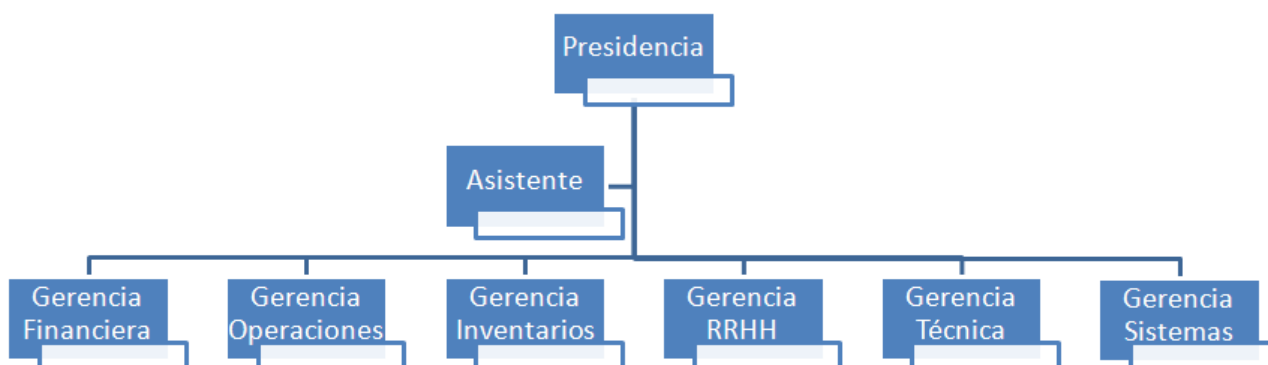 Presidencia
Asistente
Gerencia
Financiera
Gerencia
Operaciones
Gerencia
Inventarios
Gerencia
RRHH
Gerencia
Técnica
Gerencia
Sistemas